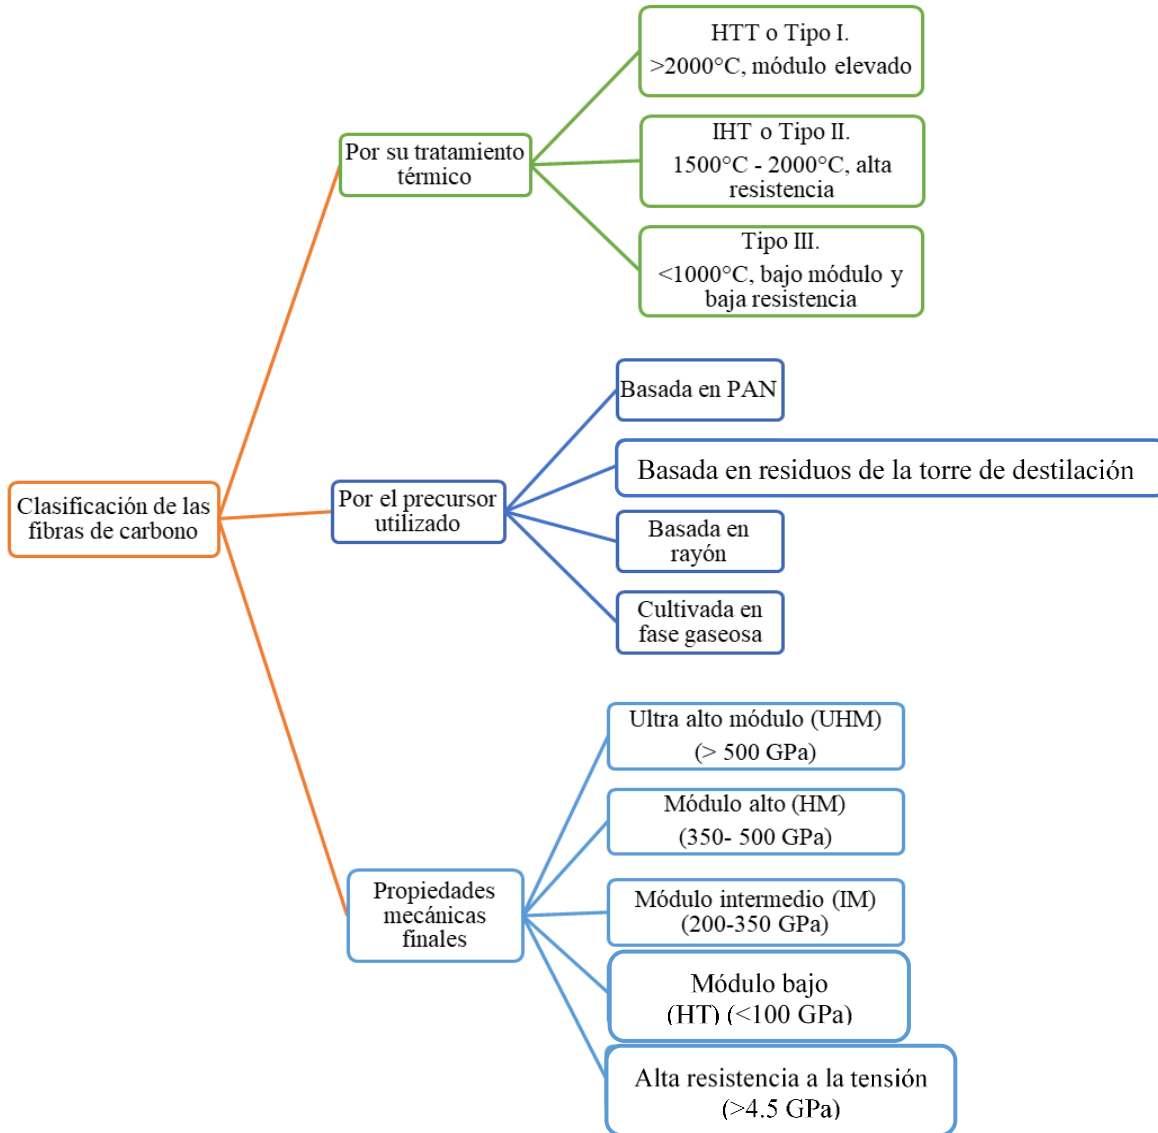 Clasificación de las
fibras de carbono
Por su tratamiento
térmico
HTT o Tipo I.
>2000°C, módulo elevado
IHT o Tipo II.
1500°C - 2000°C, alta
resistencia
Tipo III.
<1000°C, bajo módulo y
baja resistencia
Por el precursor
utilizado
Basada en PAN
Basada en residuos de la torre de destilación
Basada en
rayón
Cultivada en
fase gaseosa
Propiedades
mecánicas
finales
Ultra alto módulo (UHM)
(> 500 GPa)
Módulo alto (HM)
(350- 500 GPa)
Módulo intermedio (IM)
(200-350 GPa)
Módulo bajo
(HT) (<100 GPa)
Alta resistencia a la tensión
(>4.5 GPa)